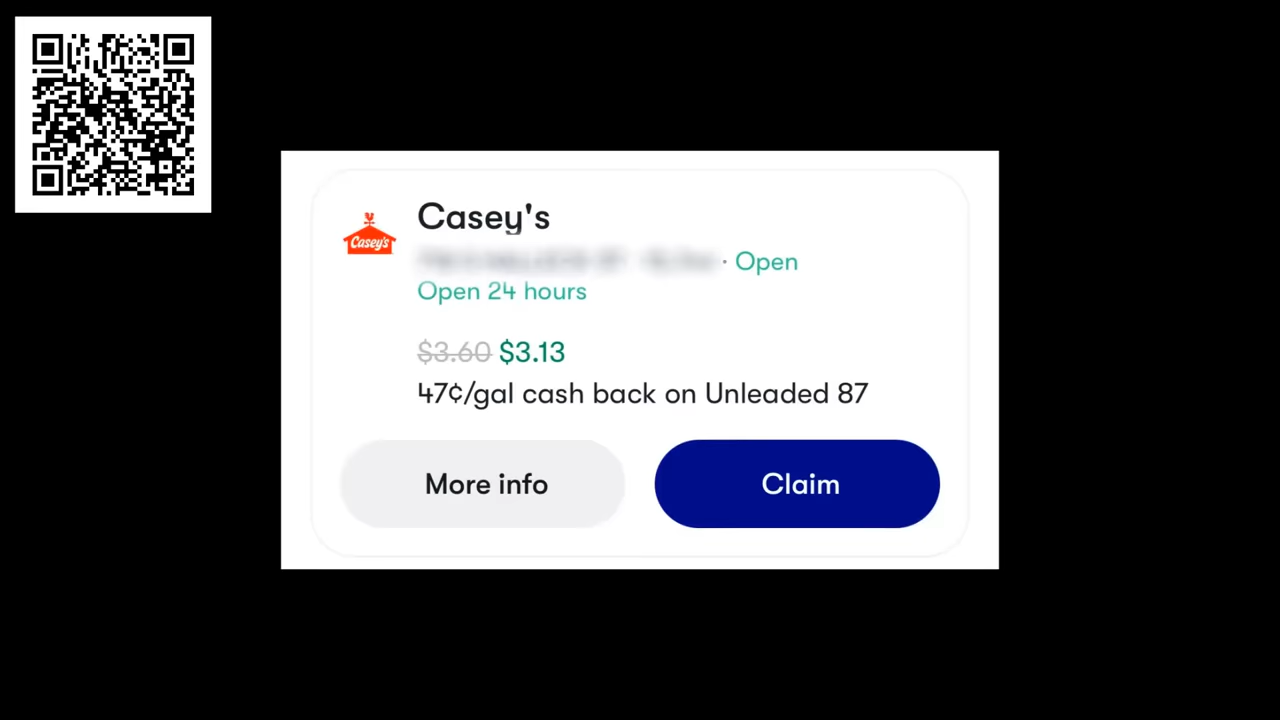 Casey's
Casey's
· Open
Open 24 hours
$3.60 $3.13
47¢/gal cash back on Unleaded 87
More info
Claim